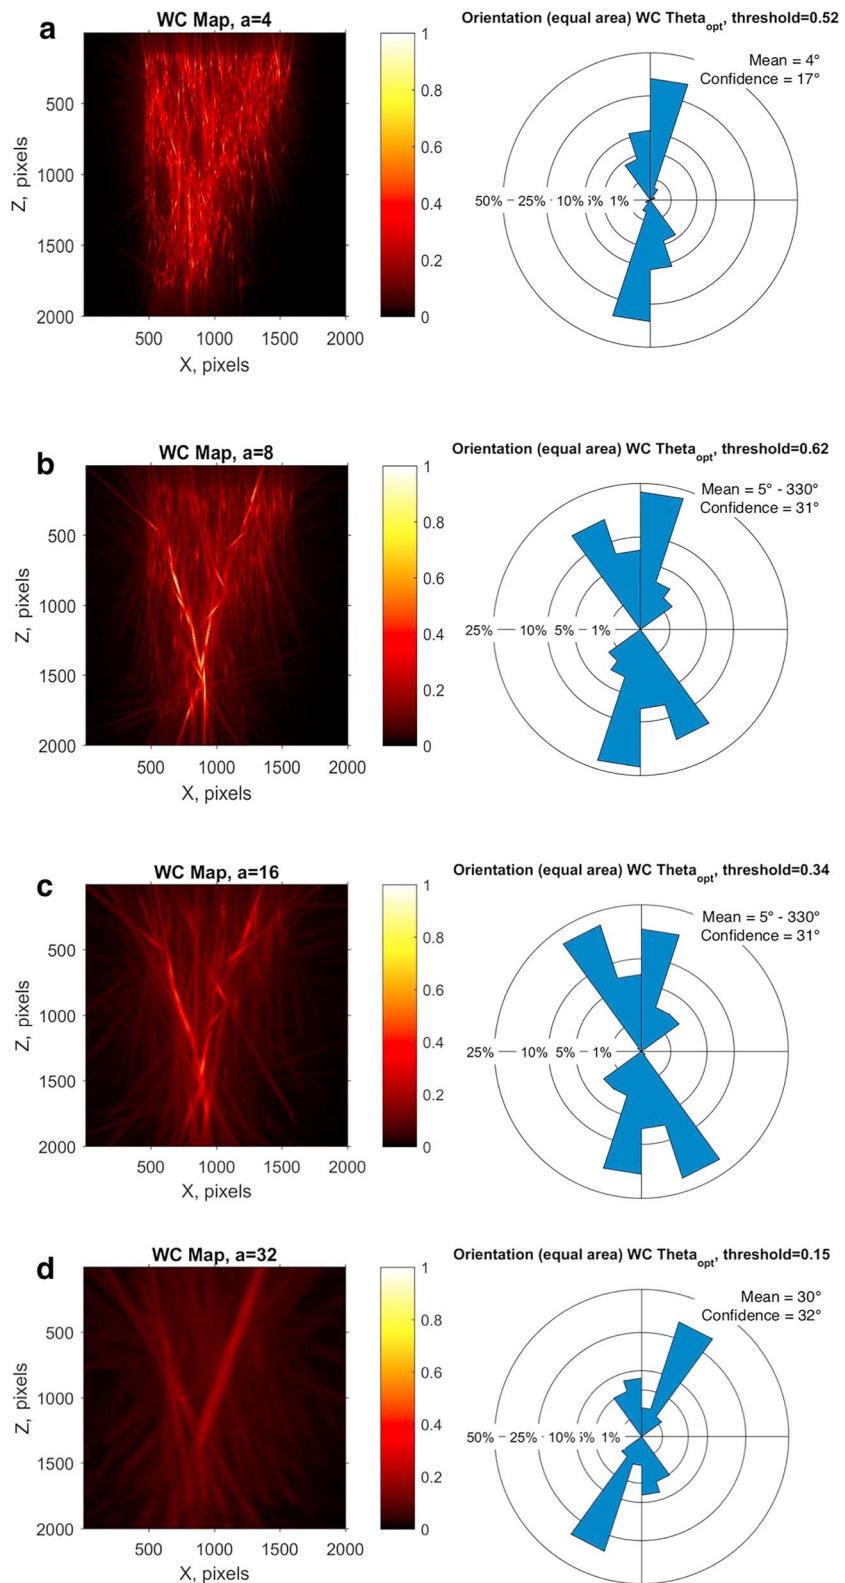 a
WC Map, a=4
Orientation (equal area) WC Theta_opt, threshold=0.52
Mean = 4°
Confidence = 17°
1
0.8
0.6
0.4
0.2
0
500
1000
1500
2000
Z, pixels
500 1000 1500 2000
X, pixels
50% 25% 10% 1%
b
WC Map, a=8
Orientation (equal area) WC Theta_opt, threshold=0.62
Mean = 5° - 330°
Confidence = 31°
1
0.8
0.6
0.4
0.2
0
500
1000
1500
2000
Z, pixels
500 1000 1500 2000
X, pixels
25% 10% 5% 1%
c
WC Map, a=16
Orientation (equal area) WC Theta_opt, threshold=0.34
Mean = 5° - 330°
Confidence = 31°
1
0.8
0.6
0.4
0.2
0
500
1000
1500
2000
Z, pixels
500 1000 1500 2000
X, pixels
25% 10% 5% 1%
d
WC Map, a=32
Orientation (equal area) WC Theta_opt, threshold=0.15
Mean = 30°
Confidence = 32°
1
0.8
0.6
0.4
0.2
0
500
1000
1500
2000
Z, pixels
500 1000 1500 2000
X, pixels
50% 25% 10% 1%